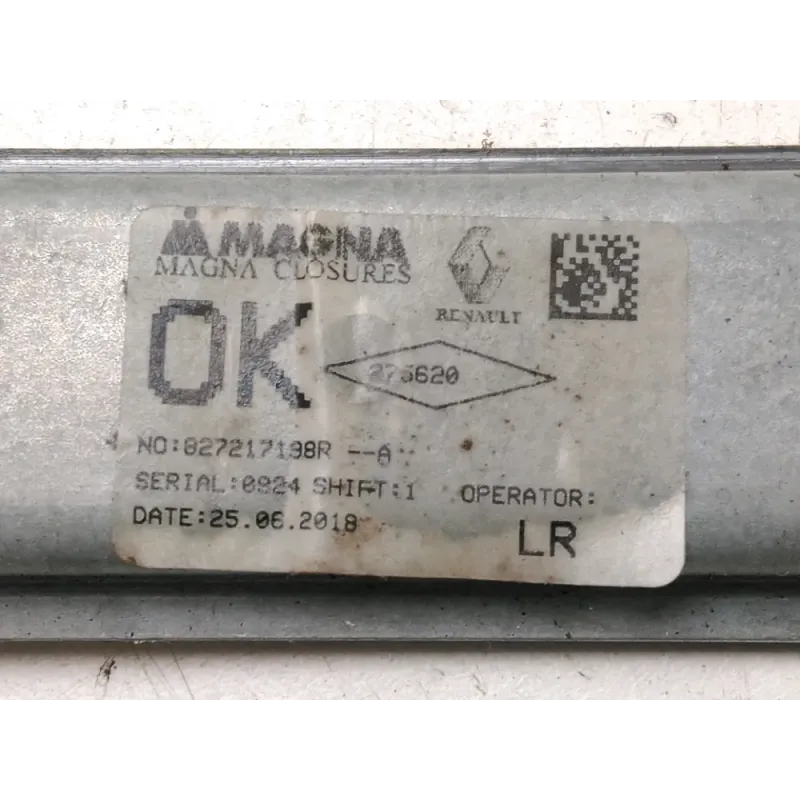 MAGNA
MAGNA CLOSURES
RENAULT
OK
275620
NO:827217198R --A
SERIAL:0924 SHIFT:1 OPERATOR:
DATE:25.06.2018
LR